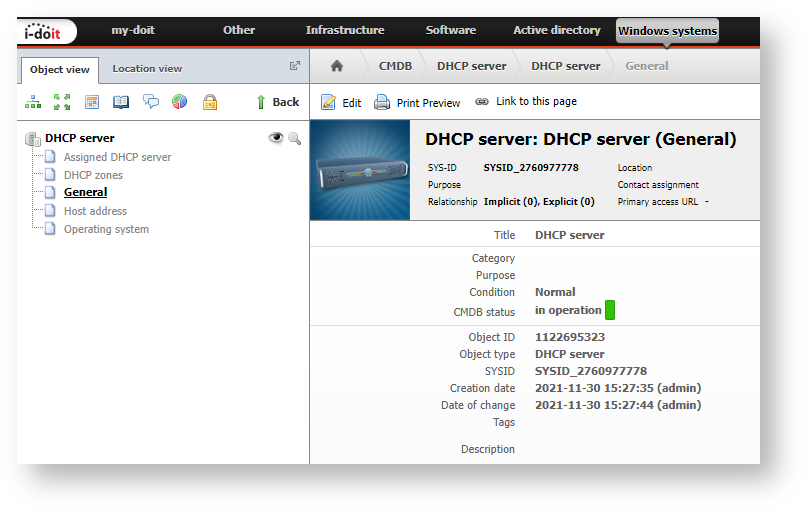 i-doit my-doit Other Infrastructure Software Active directory Windows systems
Object view Location view
CMDB DHCP server DHCP server General
Back
Edit Print Preview Link to this page
DHCP server
Assigned DHCP server
DHCP zones
General
Host address
Operating system
DHCP server: DHCP server (General)
SYS-ID SYSID_2760977778 Location
Purpose Contact assignment
Relationship Implicit (0), Explicit (0) Primary access URL -
Title DHCP server
Category
Purpose
Condition Normal
CMDB status in operation
Object ID 1122695323
Object type DHCP server
SYSID SYSID_2760977778
Creation date 2021-11-30 15:27:35 (admin)
Date of change 2021-11-30 15:27:44 (admin)
Tags
Description